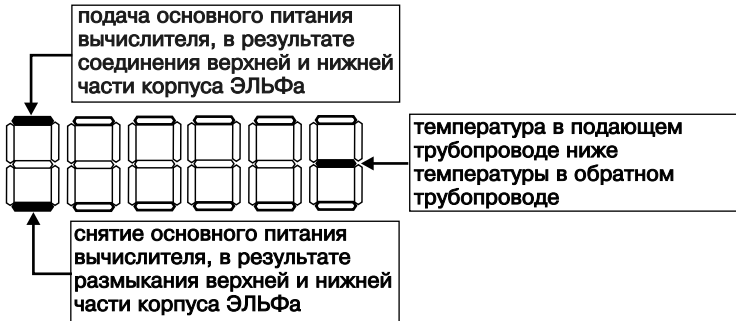 подача основного питания
вычислителя, в результате
соединения верхней и нижней
части корпуса ЭЛЬФа
температура в подающем
трубопроводе ниже
температуры в обратном
трубопроводе
снятие основного питания
вычислителя, в результате
размыкания верхней и нижней
части корпуса ЭЛЬФа